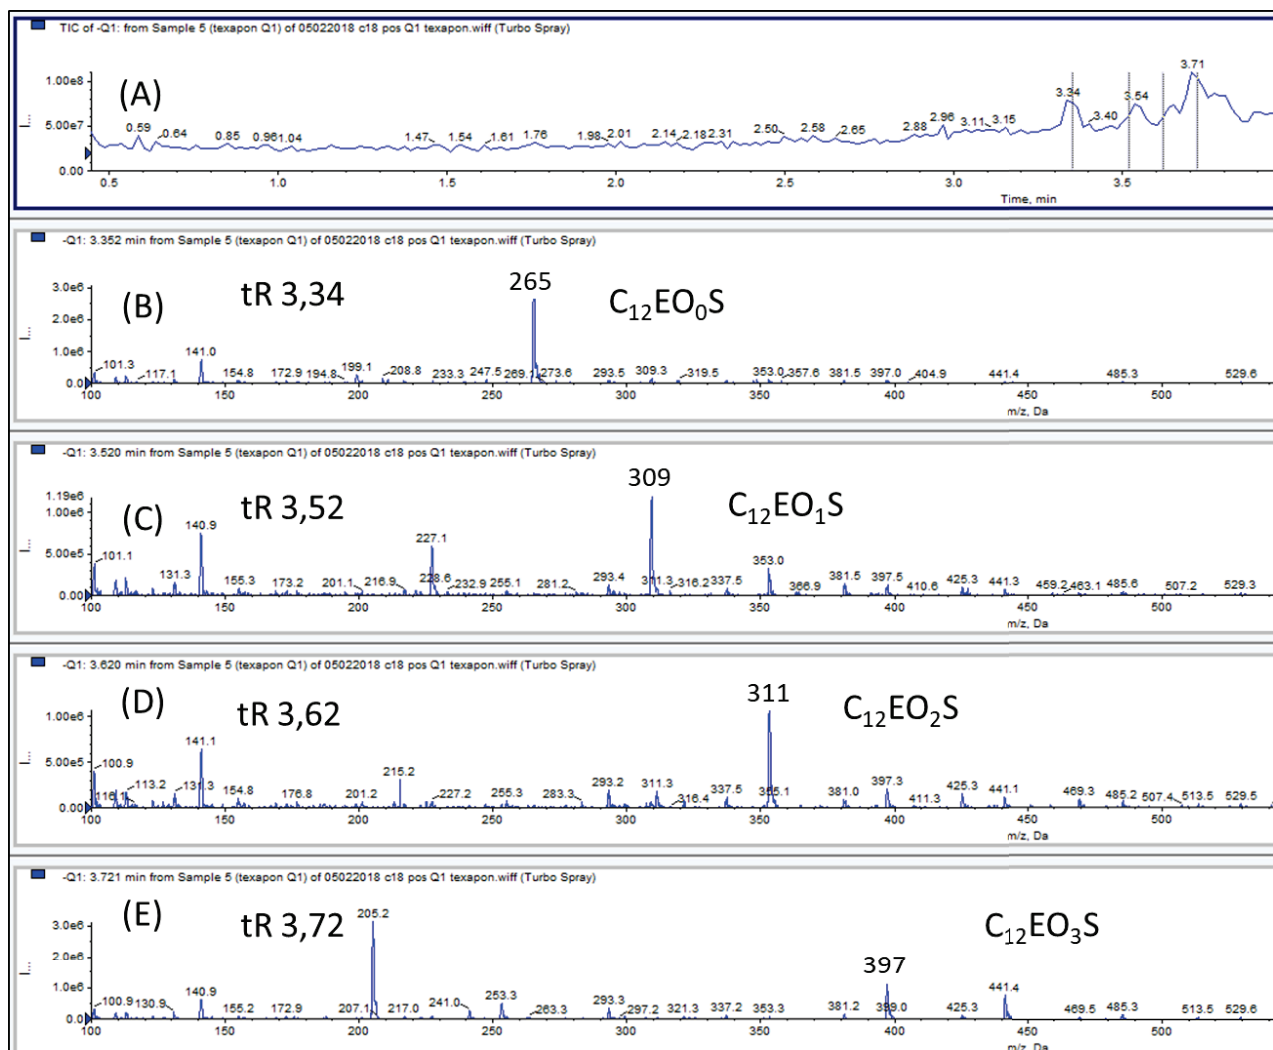 TIC of -Q1: from Sample 5 (texapon Q1) of 05022018 c18 pos Q1 texapon.wiff (Turbo Spray)
(A)
1.00e8
5.00e7
0.00
0.59 0.64 0.85 0.96 1.04 1.47 1.54 1.61 1.76 1.98 2.01 2.14 2.18 2.31 2.50 2.58 2.65 2.88 2.96 3.11 3.15 3.34 3.40 3.54 3.71
0.5 1.0 1.5 2.0 2.5 3.0 3.5
Time, min
-Q1: 3.352 min from Sample 5 (texapon Q1) of 05022018 c18 pos Q1 texapon.wiff (Turbo Spray)
(B) tR 3,34 265 C₁₂EO₀S
3.0e6
2.0e6
1.0e6
0.0
101.3 117.1 141.0 154.8 172.9 194.8 199.1 208.8 233.3 247.5 273.6 293.5 309.3 319.5 353.0 357.6 381.5 397.0 404.9 441.4 485.3 529.6
100 150 200 250 300 350 400 450 500
m/z, Da
-Q1: 3.520 min from Sample 5 (texapon Q1) of 05022018 c18 pos Q1 texapon.wiff (Turbo Spray)
(C) tR 3,52 309 C₁₂EO₁S
1.19e6
1.00e6
5.00e5
0.00
101.1 131.3 140.9 155.3 173.2 201.1 216.9 227.1 228.6 232.9 255.1 281.2 293.4 311.3 316.2 337.5 353.0 366.9 381.5 397.5 410.6 425.3 441.3 459.2 463.1 485.6 507.2 529.3
100 150 200 250 300 350 400 450 500
m/z, Da
-Q1: 3.620 min from Sample 5 (texapon Q1) of 05022018 c18 pos Q1 texapon.wiff (Turbo Spray)
(D) tR 3,62 311 C₁₂EO₂S
1.00e6
5.00e5
0.00
100.9 113.2 131.3 141.1 154.8 176.8 201.2 215.2 227.2 255.3 283.3 293.2 311.3 316.4 337.5 355.1 381.0 397.3 411.3 425.3 441.1 469.3 485.2 507.4 513.5 529.5
100 150 200 250 300 350 400 450 500
m/z, Da
-Q1: 3.721 min from Sample 5 (texapon Q1) of 05022018 c18 pos Q1 texapon.wiff (Turbo Spray)
(E) tR 3,72 397 C₁₂EO₃S
3.0e6
2.0e6
1.0e6
0.0
100.9 130.9 140.9 155.2 172.9 205.2 207.1 217.0 241.0 253.3 263.3 293.3 297.2 321.3 337.2 353.3 381.2 399.0 425.3 441.4 469.5 485.3 513.5 529.6
100 150 200 250 300 350 400 450 500
m/z, Da